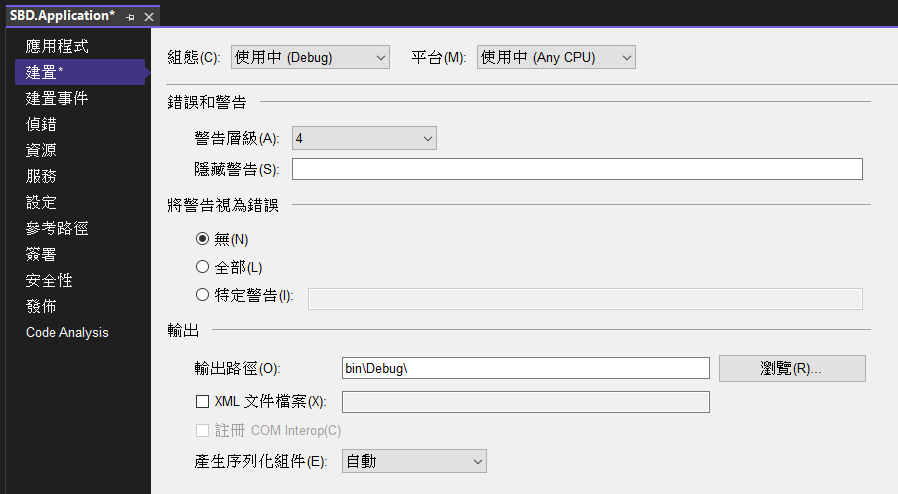 SBD.Application*
應用程式
建置*
建置事件
偵錯
資源
服務
設定
參考路徑
簽署
安全性
發佈
Code Analysis
組態(C): 使用中 (Debug) 平台(M): 使用中 (Any CPU)
錯誤和警告
警告層級(A): 4
隱藏警告(S):
將警告視為錯誤
無(N)
全部(L)
特定警告(I):
輸出
輸出路徑(O): bin\Debug\ 瀏覽(R)...
XML 文件檔案(X):
註冊 COM Interop(C)
產生序列化組件(E): 自動